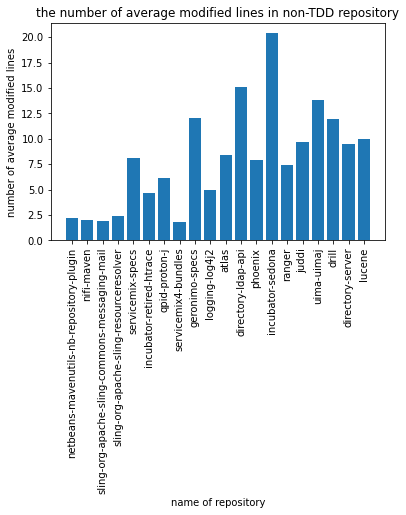 the number of average modified lines in non-TDD repository
number of average modified lines
20.0
17.5
15.0
12.5
10.0
7.5
5.0
2.5
0.0
netbeans-mavenutils-nb-repository-plugin
nifi-maven
sling-org-apache-sling-commons-messaging-mail
sling-org-apache-sling-resourceresolver
servicemix-specs
incubator-retired-htrace
qpid-proton-j
servicemix4-bundles
geronimo-specs
logging-log4j2
atlas
directory-ldap-api
phoenix
incubator-sedona
ranger
juddi
uima-uimaj
drill
directory-server
lucene
name of repository